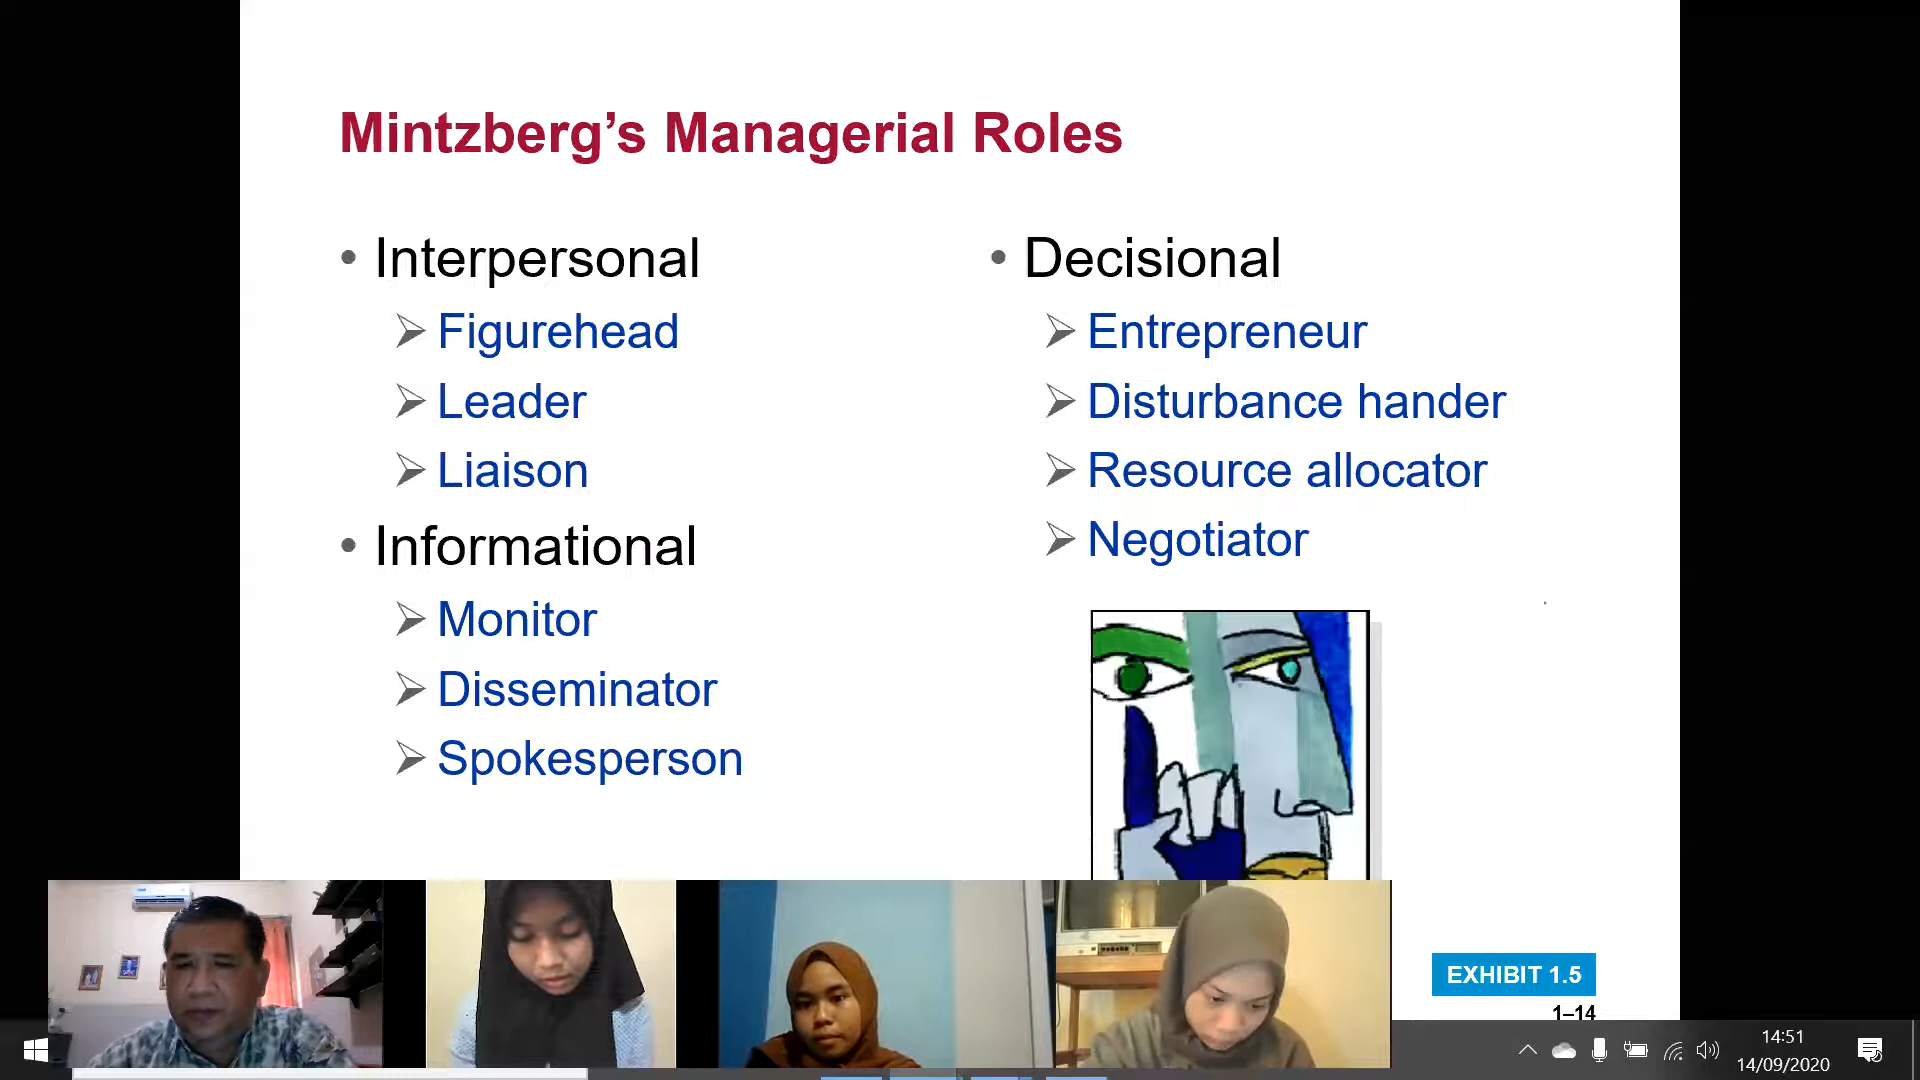 Mintzberg’s Managerial Roles
• Interpersonal
➢ Figurehead
➢ Leader
➢ Liaison
• Informational
➢ Monitor
➢ Disseminator
➢ Spokesperson
• Decisional
➢ Entrepreneur
➢ Disturbance hander
➢ Resource allocator
➢ Negotiator
EXHIBIT 1.5
1–14
14:51
14/09/2020